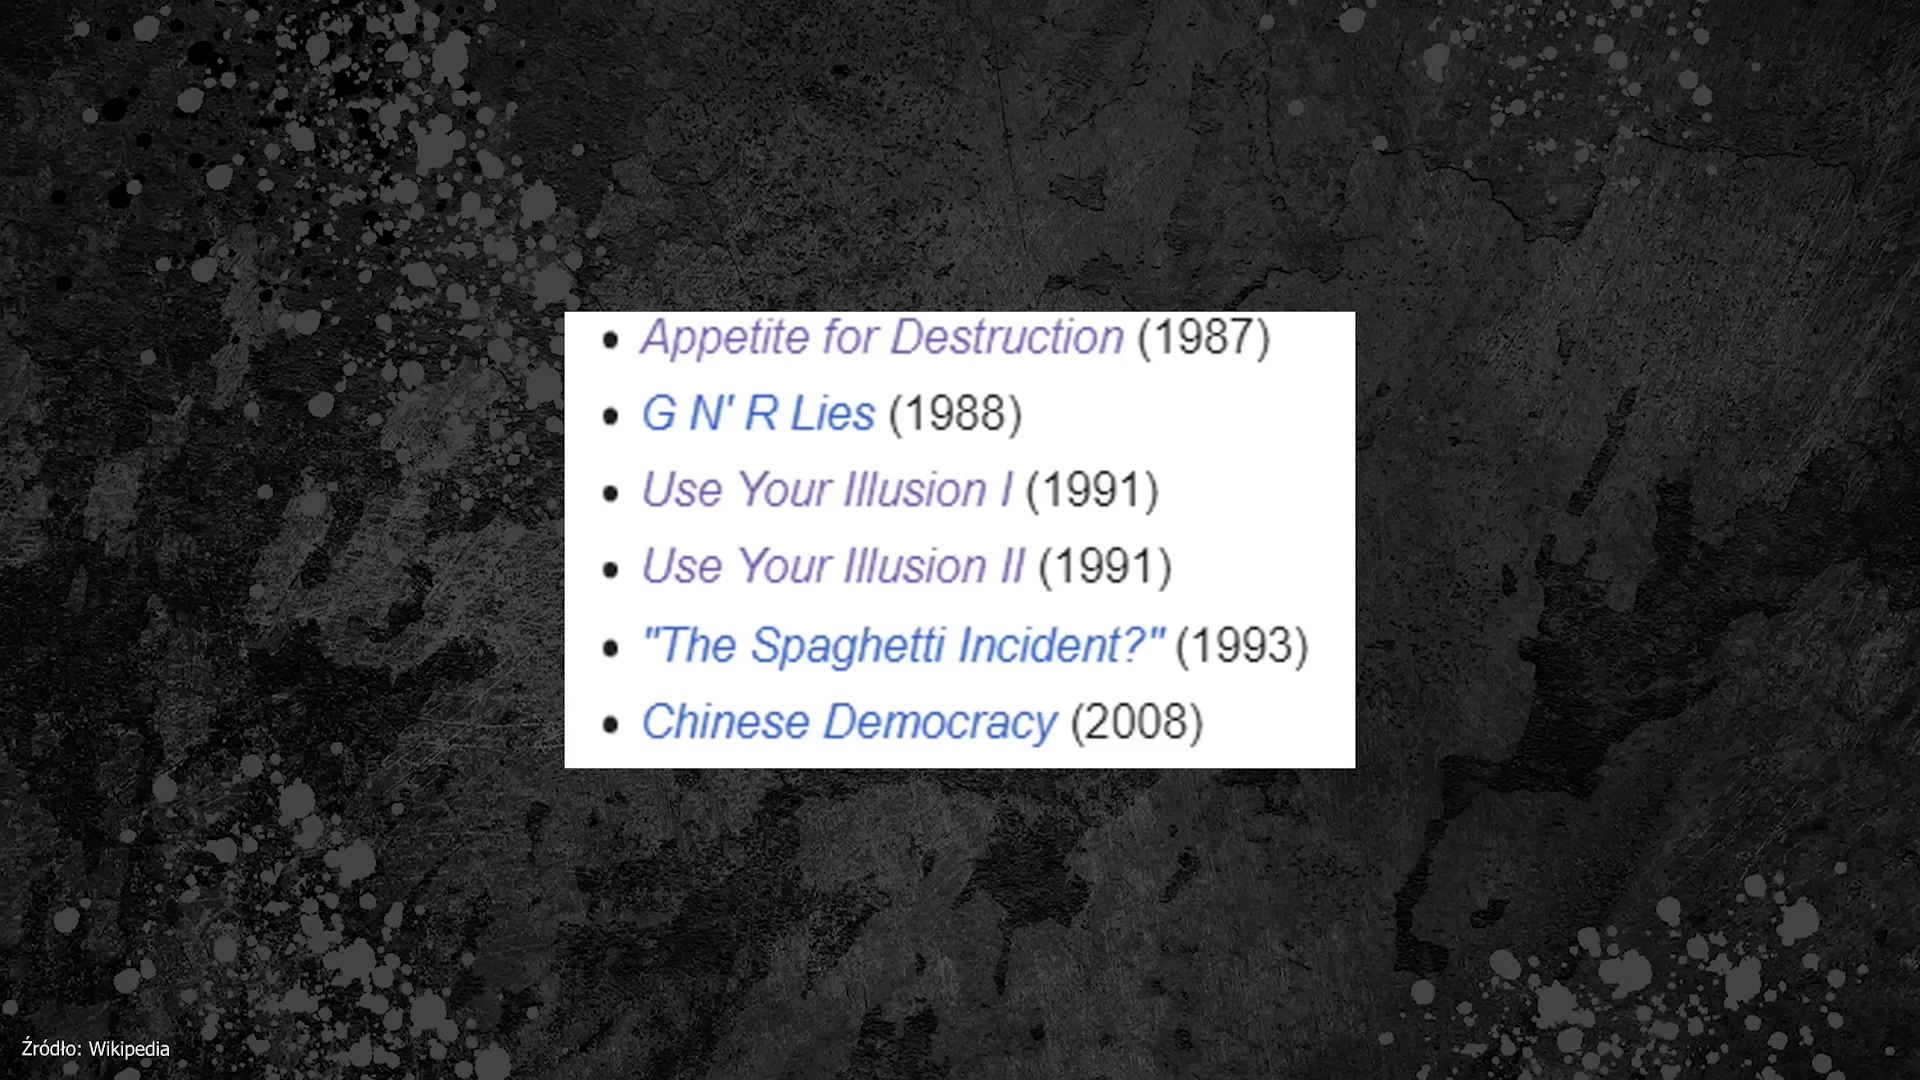 • Appetite for Destruction (1987)
• G N' R Lies (1988)
• Use Your Illusion I (1991)
• Use Your Illusion II (1991)
• "The Spaghetti Incident?" (1993)
• Chinese Democracy (2008)
Źródło: Wikipedia